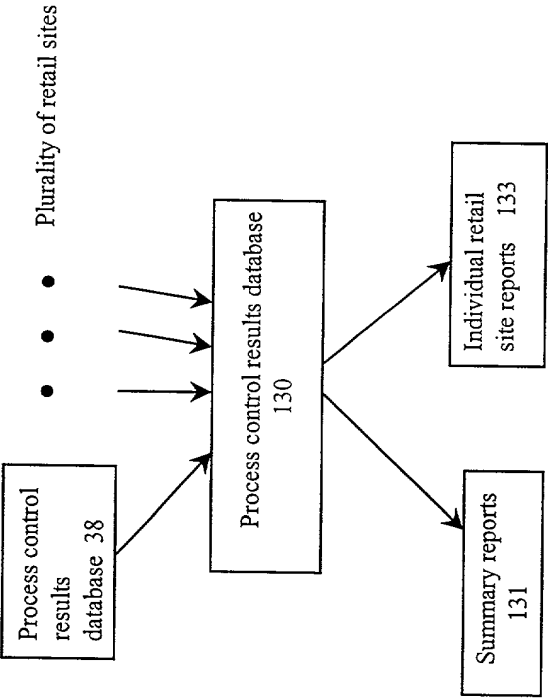 Plurality of retail sites
Process control
results
database 38
Process control results database
130
Summary reports
131
Individual retail
site reports 133